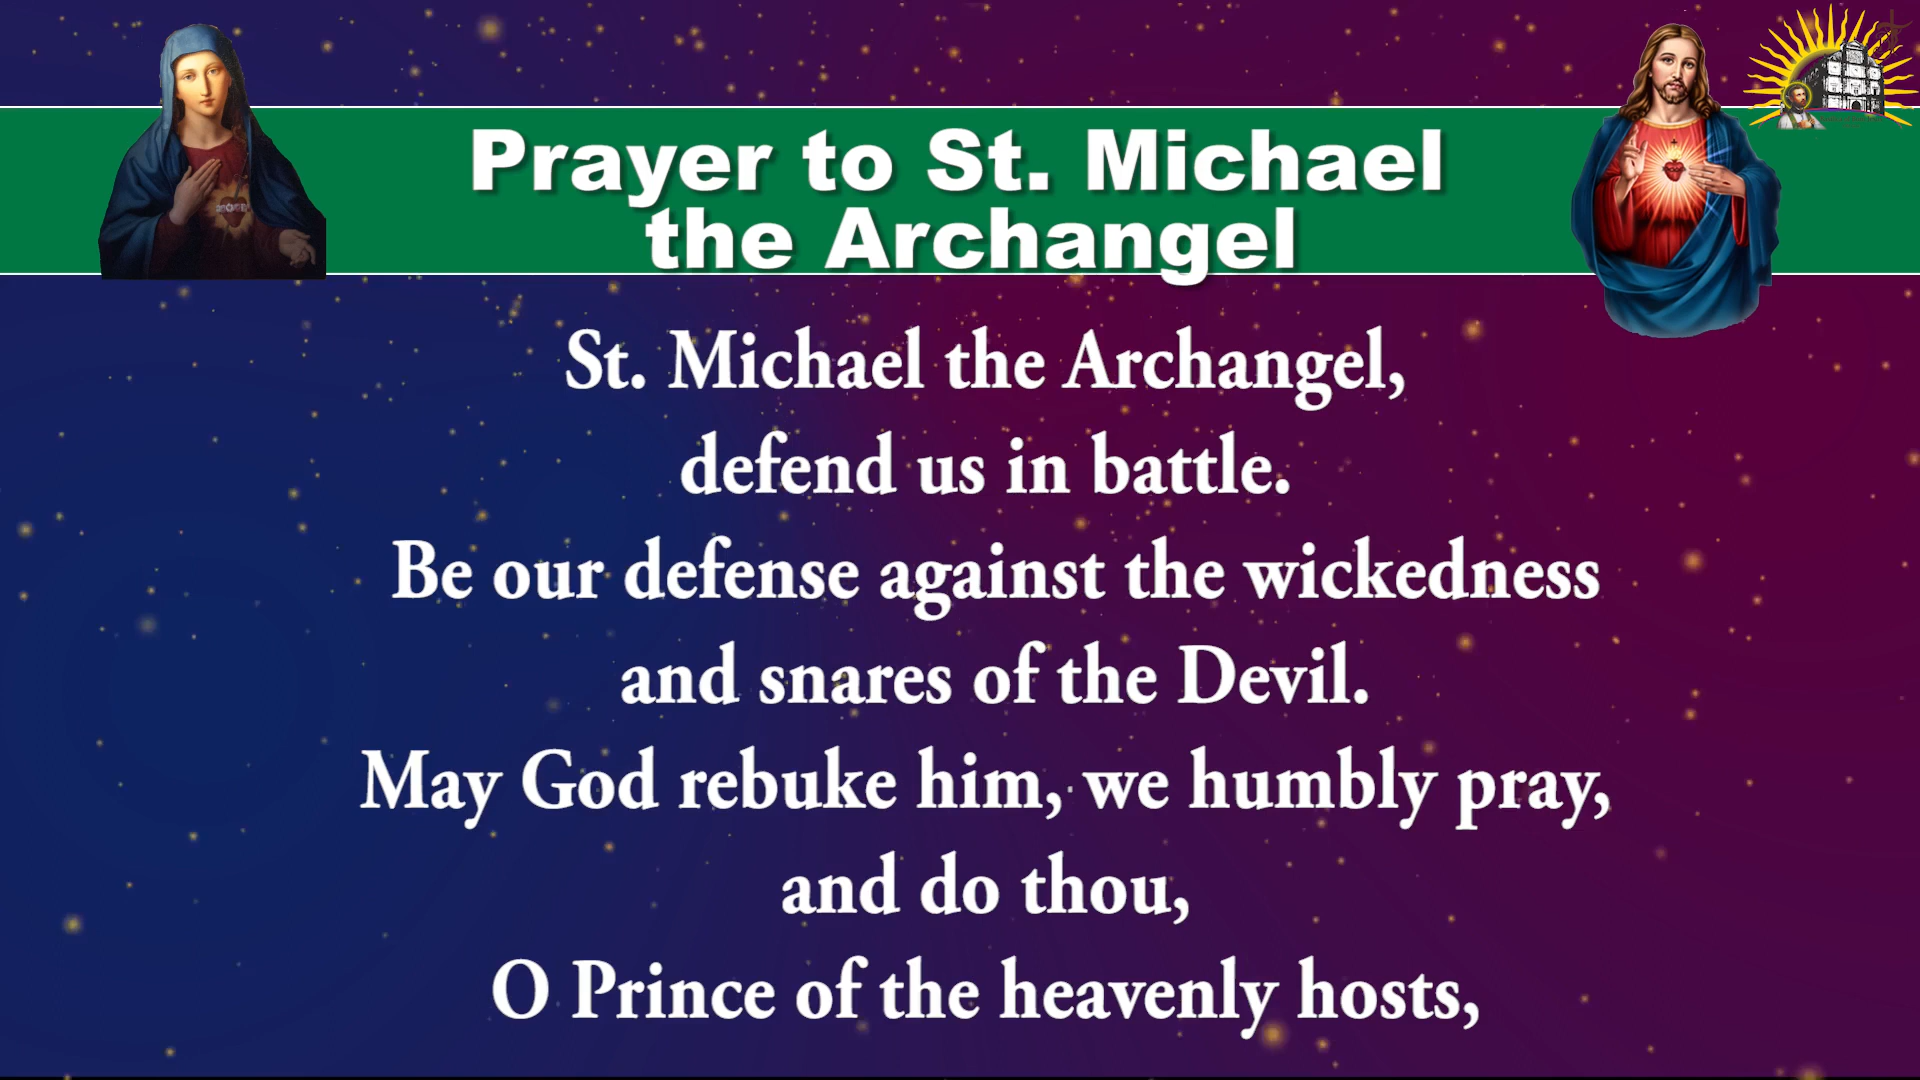 Prayer to St. Michael
the Archangel
St. Michael the Archangel,
defend us in battle.
Be our defense against the wickedness
and snares of the Devil.
May God rebuke him, we humbly pray,
and do thou,
O Prince of the heavenly hosts,